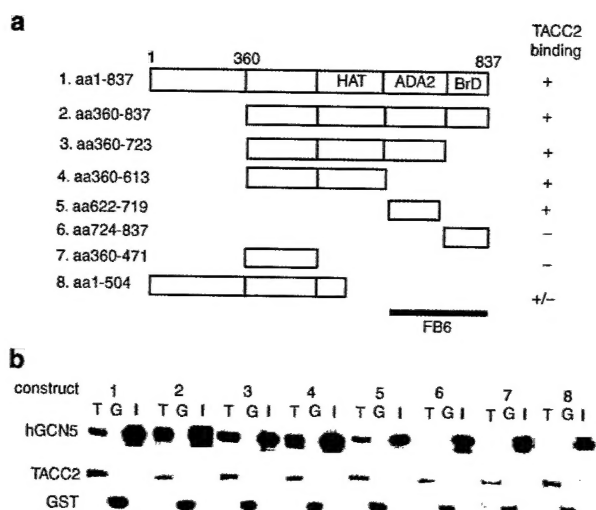 a
TACC2
binding
1 360 837
1. aa1-837 HAT ADA2 BrD +
2. aa360-837 +
3. aa360-723 +
4. aa360-613 +
5. aa622-719 +
6. aa724-837 –
7. aa360-471 –
8. aa1-504 +/–
FB6
b
construct 1 2 3 4 5 6 7 8
T G I T G I T G I T G I T G I T G I T G I T G I
hGCN5
TACC2
GST